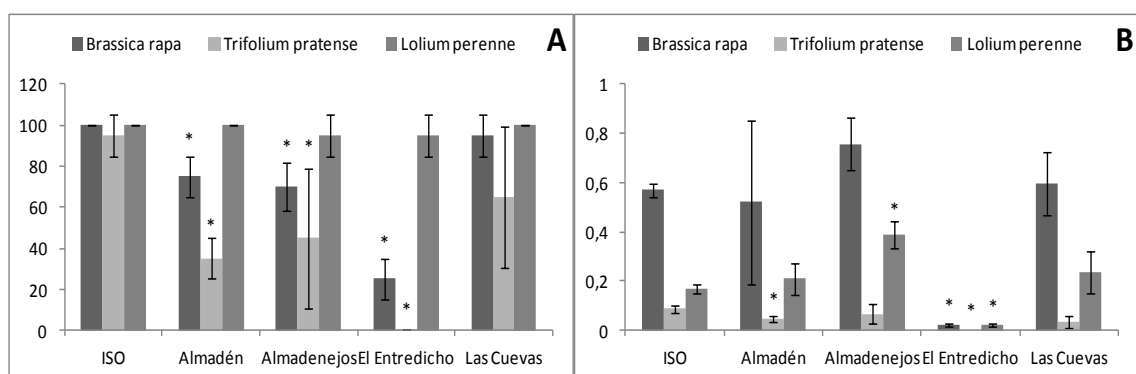 Brassica rapa Trifolium pratense Lolium perenne A
120
100
80
60
40
20
0
* * * * * *
ISO Almadén Almadenejos El Entredicho Las Cuevas
Brassica rapa Trifolium pratense Lolium perenne B
1
0,8
0,6
0,4
0,2
0
* * * * *
ISO Almadén Almadenejos El Entredicho Las Cuevas